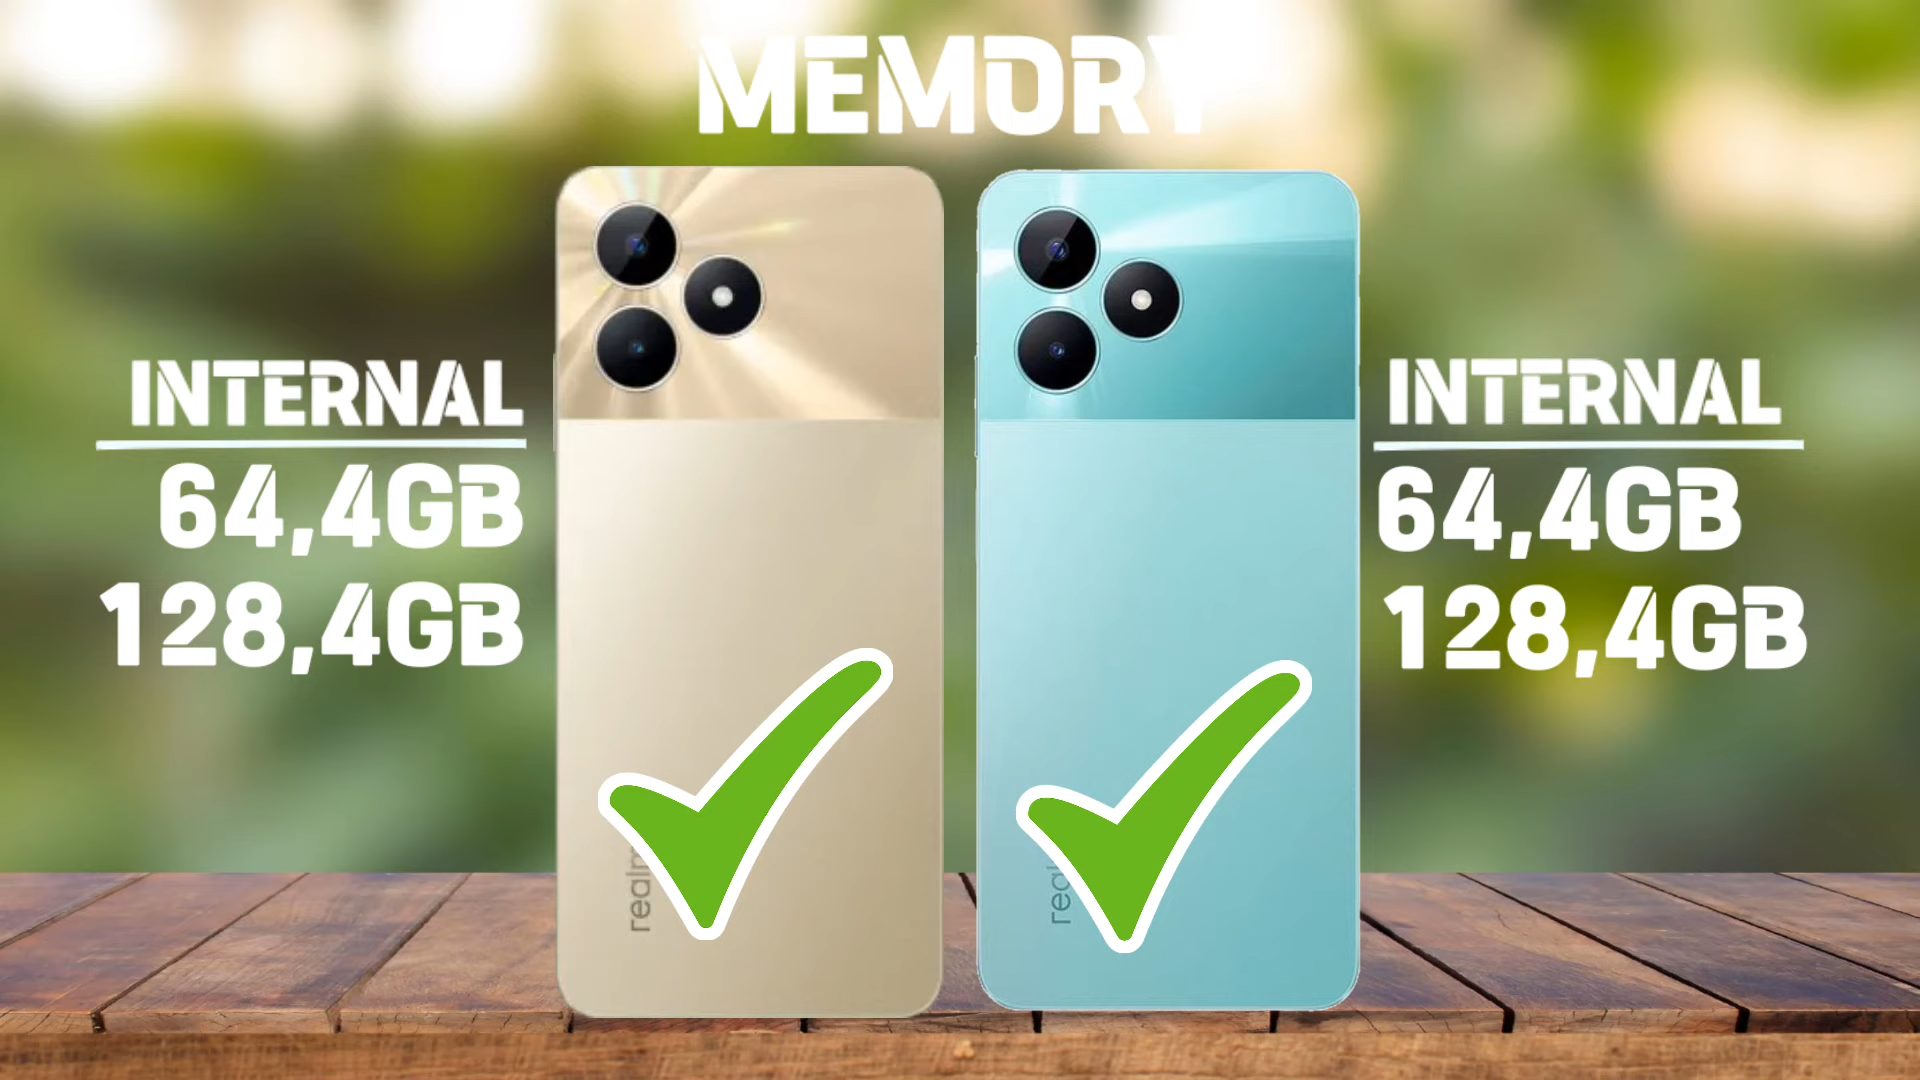 MEMORY
INTERNAL
64,4GB
128,4GB
INTERNAL
64,4GB
128,4GB